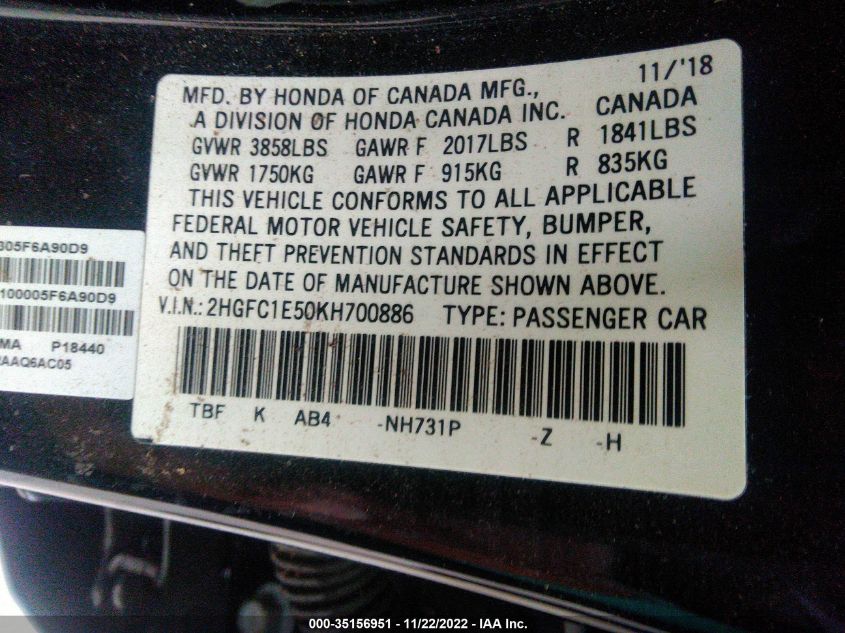 11/'18
MFD. BY HONDA OF CANADA MFG.,
A DIVISION OF HONDA CANADA INC. CANADA
GVWR 3858LBS GAWR F 2017LBS R 1841LBS
GVWR 1750KG GAWR F 915KG R 835KG
THIS VEHICLE CONFORMS TO ALL APPLICABLE
FEDERAL MOTOR VEHICLE SAFETY, BUMPER,
AND THEFT PREVENTION STANDARDS IN EFFECT
ON THE DATE OF MANUFACTURE SHOWN ABOVE.
V.I.N.: 2HGFC1E50KH700886 TYPE: PASSENGER CAR
TBF K AB4 -NH731P -Z -H
305F6A90D9
100005F6A90D9
MA P18440
AAQ6AC05
000-35156951 - 11/22/2022 - IAA Inc.